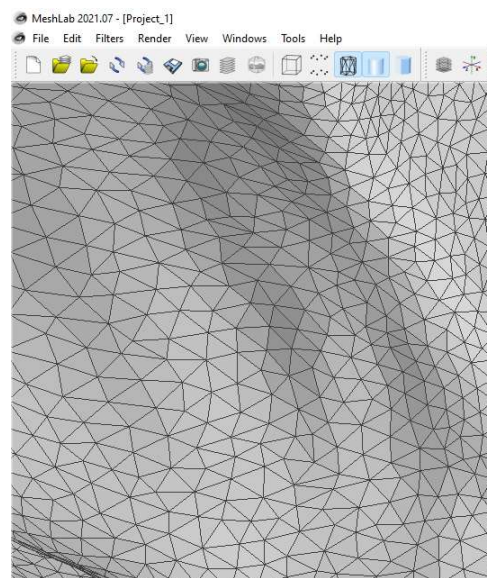 MeshLab 2021.07 - [Project_1]
File Edit Filters Render View Windows Tools Help